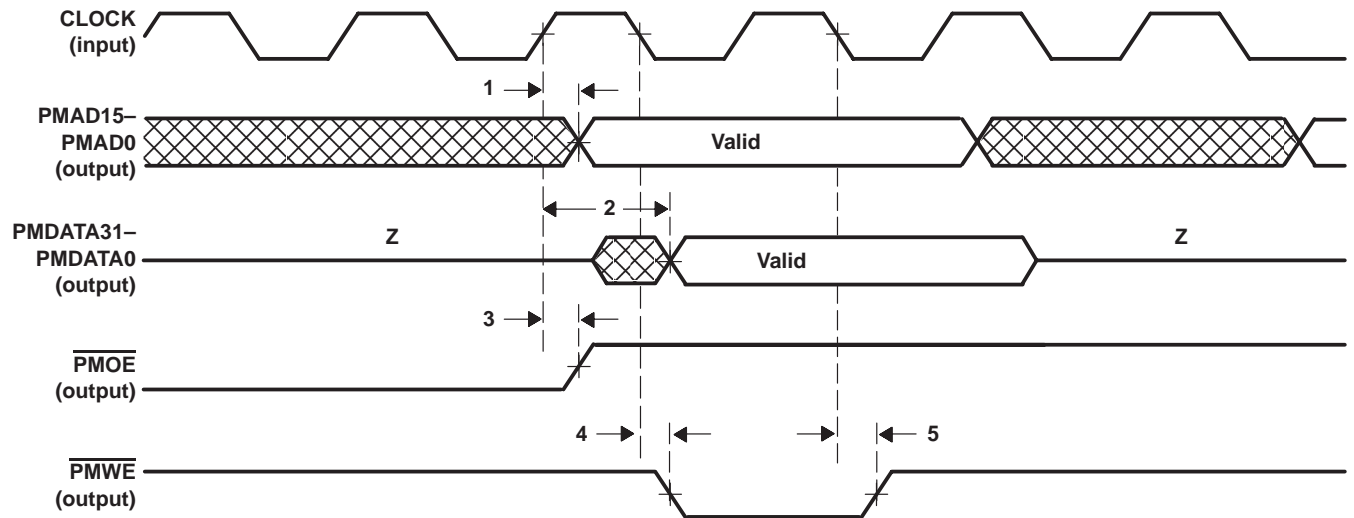 CLOCK
(input)
1
PMAD15–
PMAD0
(output)
Valid
2
PMDATA31–
PMDATA0
(output)
Z
Valid
Z
3
PMOE
(output)
4
5
PMWE
(output)